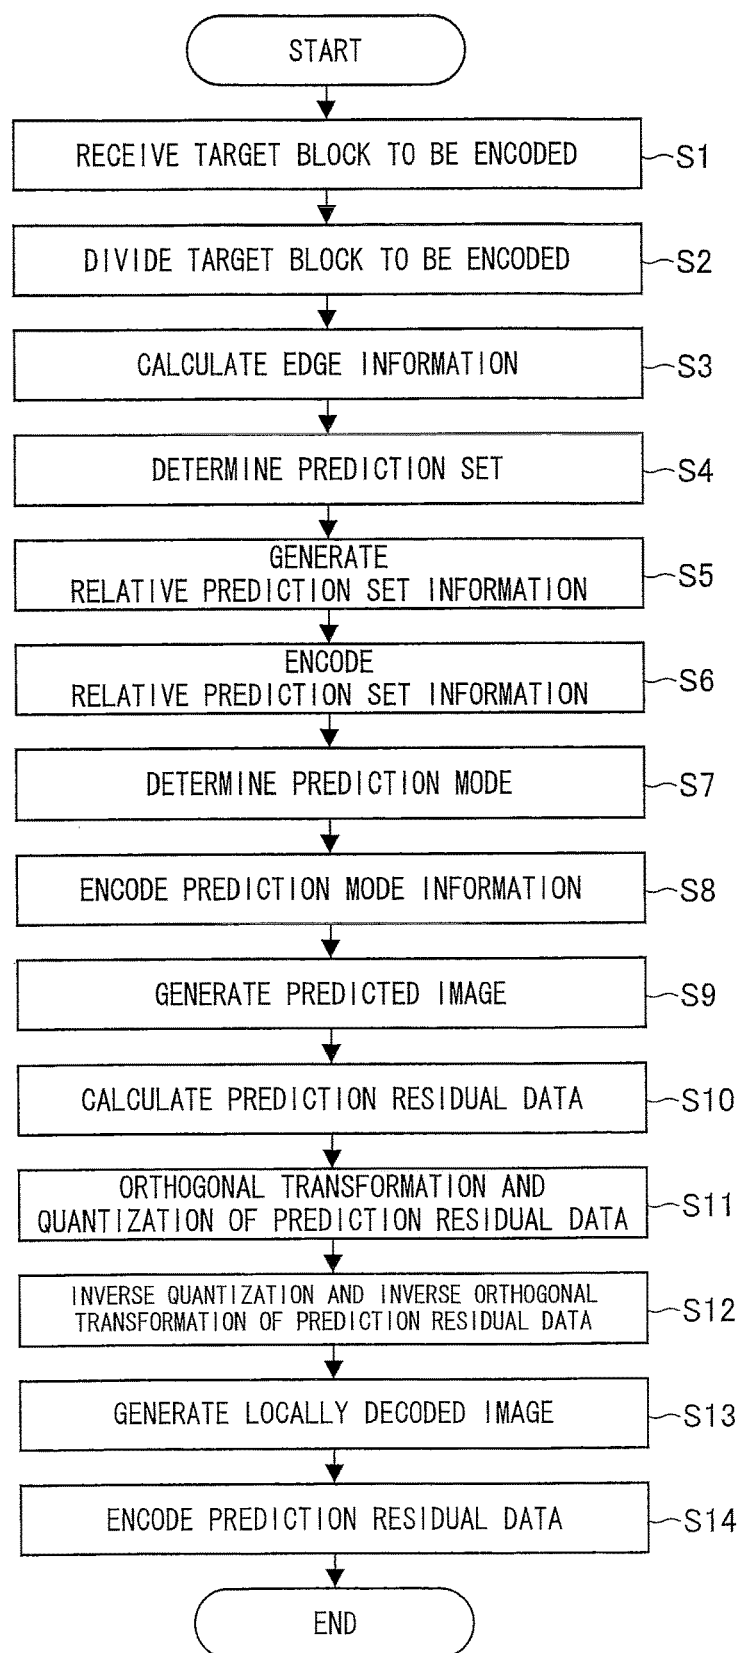 START
RECEIVE TARGET BLOCK TO BE ENCODED
S1
DIVIDE TARGET BLOCK TO BE ENCODED
S2
CALCULATE EDGE INFORMATION
S3
DETERMINE PREDICTION SET
S4
GENERATE
RELATIVE PREDICTION SET INFORMATION
S5
ENCODE
RELATIVE PREDICTION SET INFORMATION
S6
DETERMINE PREDICTION MODE
S7
ENCODE PREDICTION MODE INFORMATION
S8
GENERATE PREDICTED IMAGE
S9
CALCULATE PREDICTION RESIDUAL DATA
S10
ORTHOGONAL TRANSFORMATION AND
QUANTIZATION OF PREDICTION RESIDUAL DATA
S11
INVERSE QUANTIZATION AND INVERSE ORTHOGONAL
TRANSFORMATION OF PREDICTION RESIDUAL DATA
S12
GENERATE LOCALLY DECODED IMAGE
S13
ENCODE PREDICTION RESIDUAL DATA
S14
END